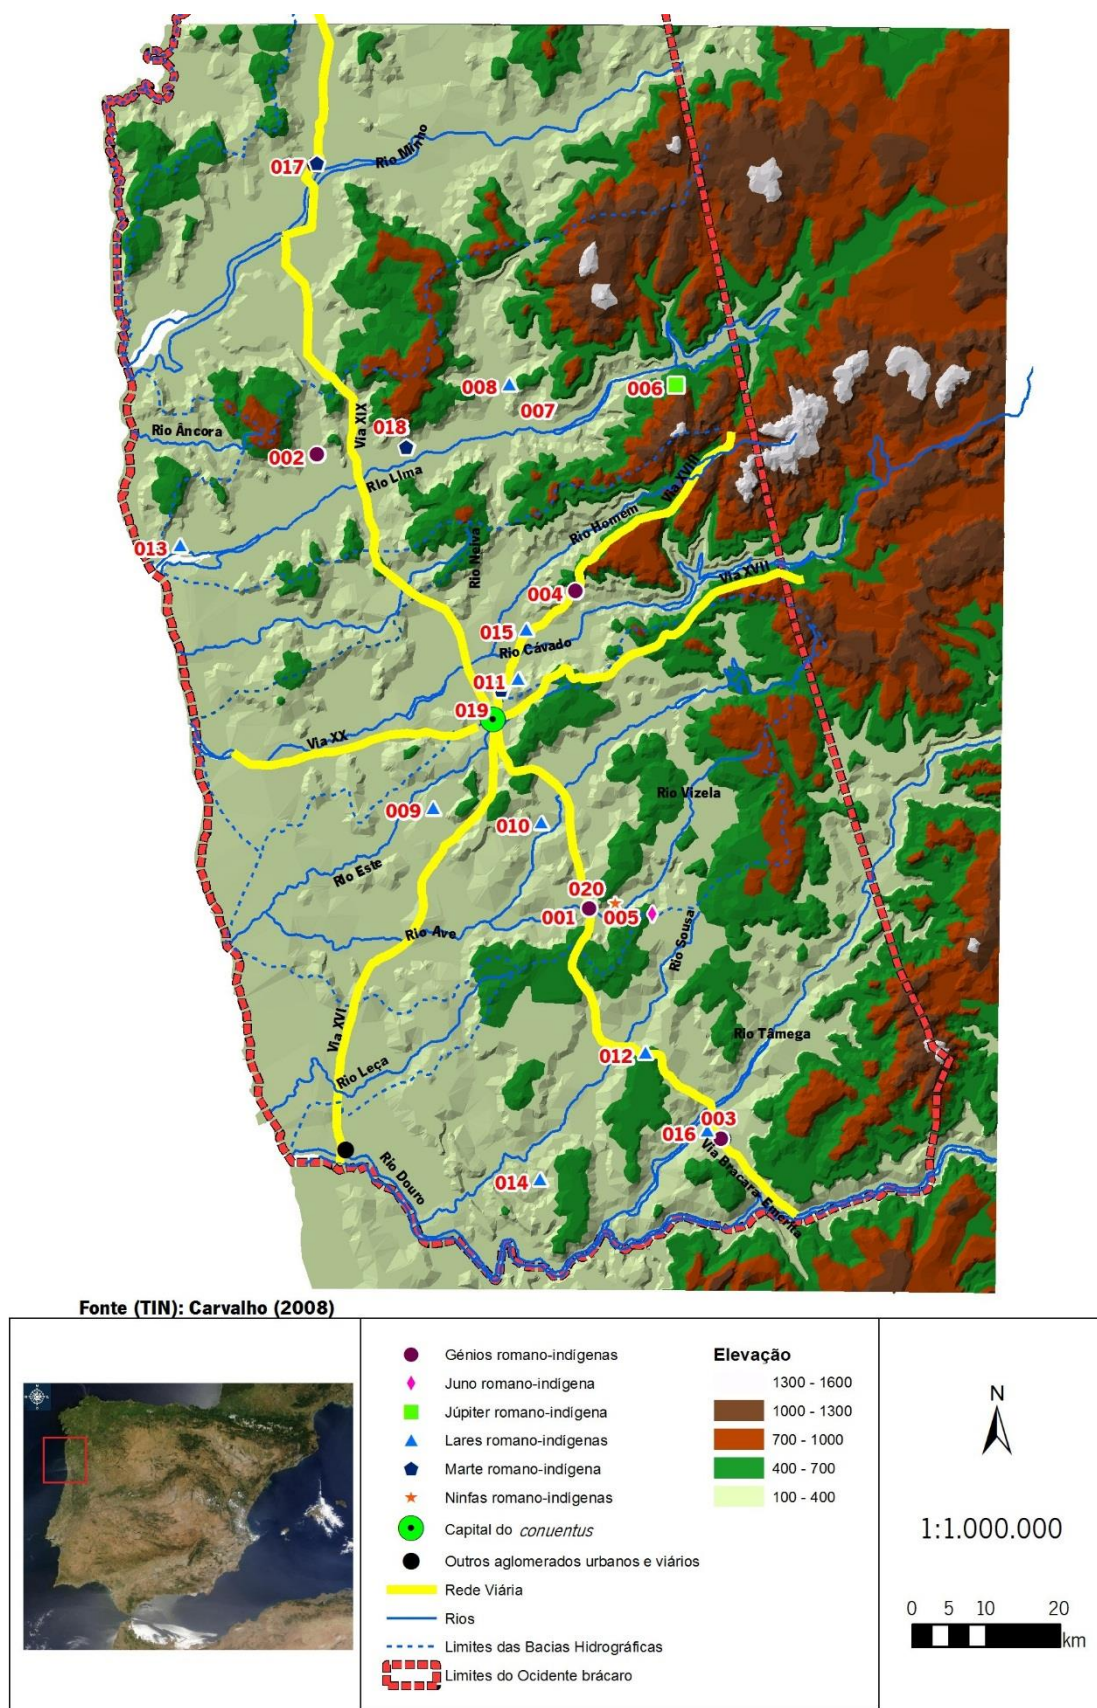 017
Rio Minho
008
007
006
Rio Âncora
Via XIX
018
002
Rio Lima
Via XVIII
Rio Homem
013
Rio Neiva
004
Via XVII
015
Rio Cávado
011
019
Via XX
Rio Vizela
009
010
Rio Este
020
001
005
Rio Ave
Rio Sousa
Via XVI
Rio Tâmega
012
Rio Leça
003
016
Via Bracara Emerita
Rio Douro
014
Fonte (TIN): Carvalho (2008)
Génios romano-indígenas
Juno romano-indígena
Júpiter romano-indígena
Lares romano-indígenas
Marte romano-indígena
Ninfas romano-indígenas
Capital do conuentus
Outros aglomerados urbanos e viários
Rede Viária
Rios
Limites das Bacias Hidrográficas
Limites do Ocidente brácaro
Elevação
1300 - 1600
1000 - 1300
700 - 1000
400 - 700
100 - 400
N
1:1.000.000
0 5 10 20
km